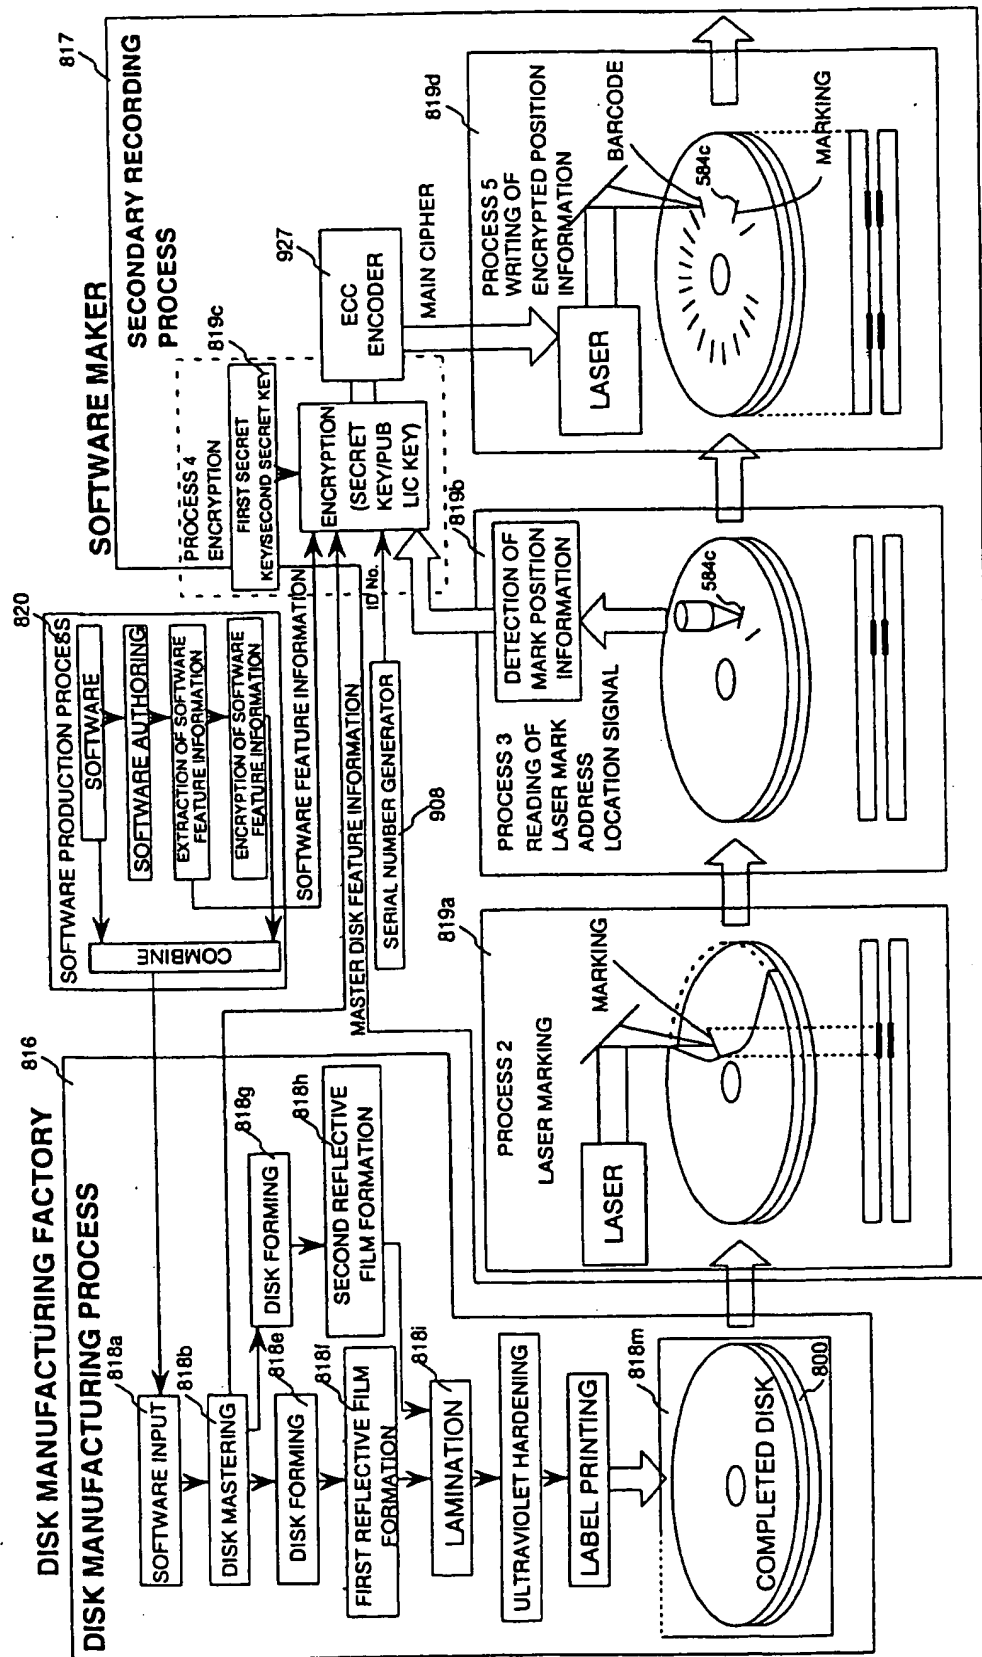 DISK MANUFACTURING FACTORY
816
DISK MANUFACTURING PROCESS
818a
SOFTWARE INPUT
818b
DISK MASTERING
818g
DISK FORMING
818e
DISK FORMING
818h
SECOND REFLECTIVE
FILM FORMATION
818f
FIRST REFLECTIVE FILM
FORMATION
818i
LAMINATION
ULTRAVIOLET HARDENING
LABEL PRINTING
818m
COMPLETED DISK
800
SOFTWARE PRODUCTION PROCESS
820
SOFTWARE
SOFTWARE AUTHORING
EXTRACTION OF SOFTWARE
FEATURE INFORMATION
ENCRYPTION OF SOFTWARE
FEATURE INFORMATION
COMBINE
SOFTWARE FEATURE INFORMATION
MASTER DISK FEATURE INFORMATION
SERIAL NUMBER GENERATOR
908
ID No.
SOFTWARE MAKER
817
SECONDARY RECORDING
PROCESS
PROCESS 4
ENCRYPTION
819c
FIRST SECRET
KEY/SECOND SECRET KEY
ENCRYPTION
(SECRET
KEY/PUB
LIC KEY)
927
ECC
ENCODER
MAIN CIPHER
819a
PROCESS 2
LASER MARKING
LASER
MARKING
819b
PROCESS 3
READING OF
LASER MARK
ADDRESS
LOCATION SIGNAL
DETECTION OF
MARK POSITION
INFORMATION
584c
819d
PROCESS 5
WRITING OF
ENCRYPTED POSITION
INFORMATION
LASER
BARCODE
584c
MARKING